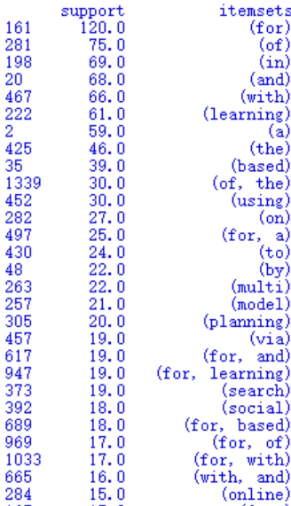 support itemsets
161 120.0 (for)
281 75.0 (of)
198 69.0 (in)
20 68.0 (and)
467 66.0 (with)
222 61.0 (learning)
2 59.0 (a)
425 46.0 (the)
35 39.0 (based)
1339 30.0 (of, the)
452 30.0 (using)
282 27.0 (on)
497 25.0 (for, a)
430 24.0 (to)
48 22.0 (by)
263 22.0 (multi)
257 21.0 (model)
305 20.0 (planning)
457 19.0 (via)
617 19.0 (for, and)
947 19.0 (for, learning)
373 19.0 (search)
392 18.0 (social)
689 18.0 (for, based)
969 17.0 (for, of)
1033 17.0 (for, with)
665 16.0 (with, and)
284 15.0 (online)